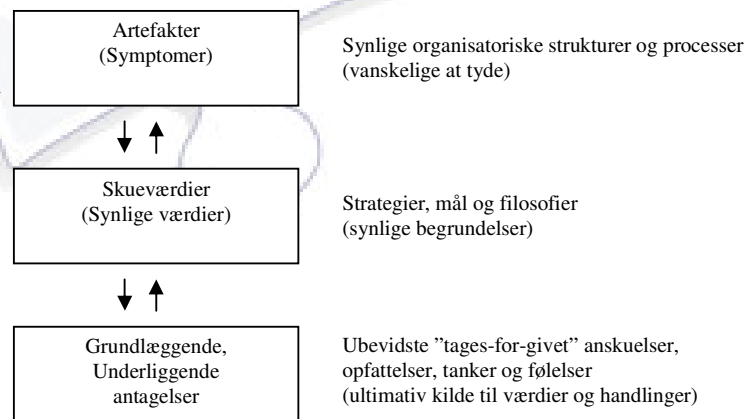 Artefakter
(Symptomer)
Synlige organisatoriske strukturer og processer
(vanskelige at tyde)
Skueværdier
(Synlige værdier)
Strategier, mål og filosofier
(synlige begrundelser)
Grundlæggende,
Underliggende
antagelser
Ubevidste ”tages-for-givet” anskuelser,
opfattelser, tanker og følelser
(ultimativ kilde til værdier og handlinger)